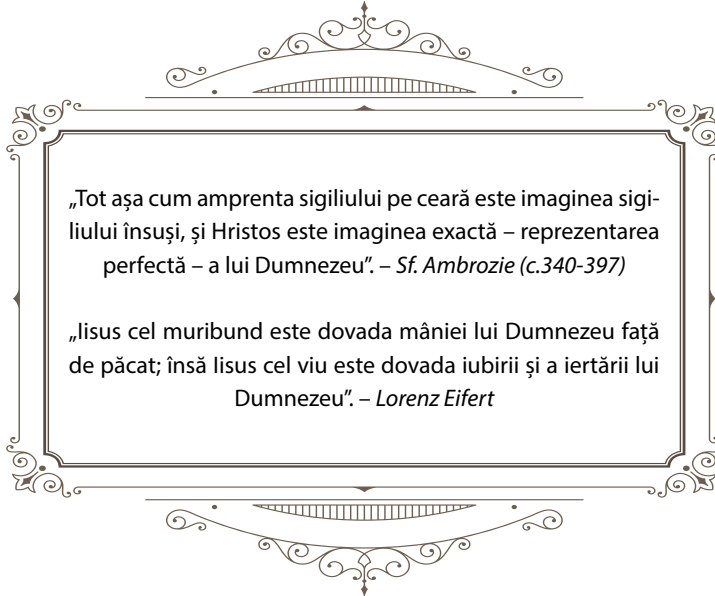 „Tot așa cum amprenta sigiliului pe ceară este imaginea sigi-
liului însuși, și Hristos este imaginea exactă – reprezentarea
perfectă – a lui Dumnezeu”. – Sf. Ambrozie (c.340-397)
„Iisus cel muribund este dovada mâniei lui Dumnezeu față
de păcat; însă Iisus cel viu este dovada iubirii și a iertării lui
Dumnezeu”. – Lorenz Eifert